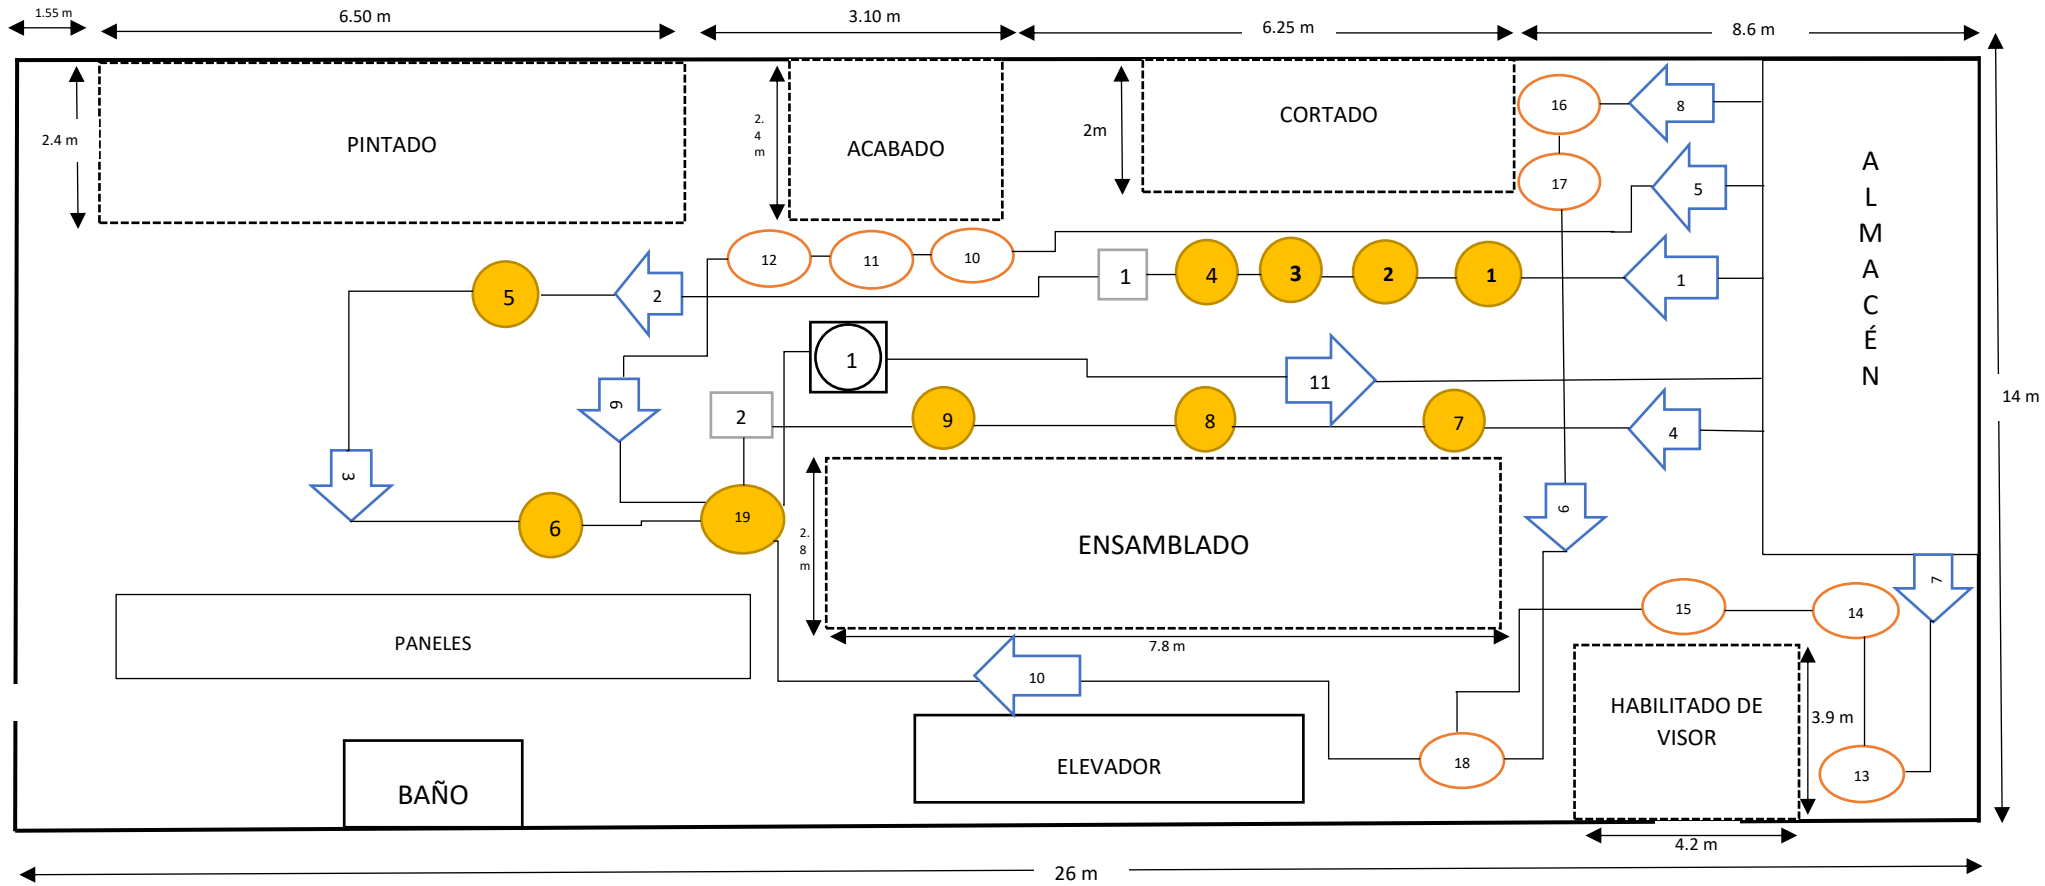 1.55 m
6.50 m
3.10 m
6.25 m
8.6 m
2.4 m
PINTADO
2.
4
m
ACABADO
2m
CORTADO
16
8
17
5
A
L
M
A
C
É
N
12
11
10
1
4
3
2
1
1
5
2
1
11
14 m
6
2
9
8
7
4
3
6
19
2.
8
m
ENSAMBLADO
9
7
15
14
PANELES
7.8 m
10
HABILITADO DE
VISOR
3.9 m
18
13
ELEVADOR
BAÑO
4.2 m
26 m